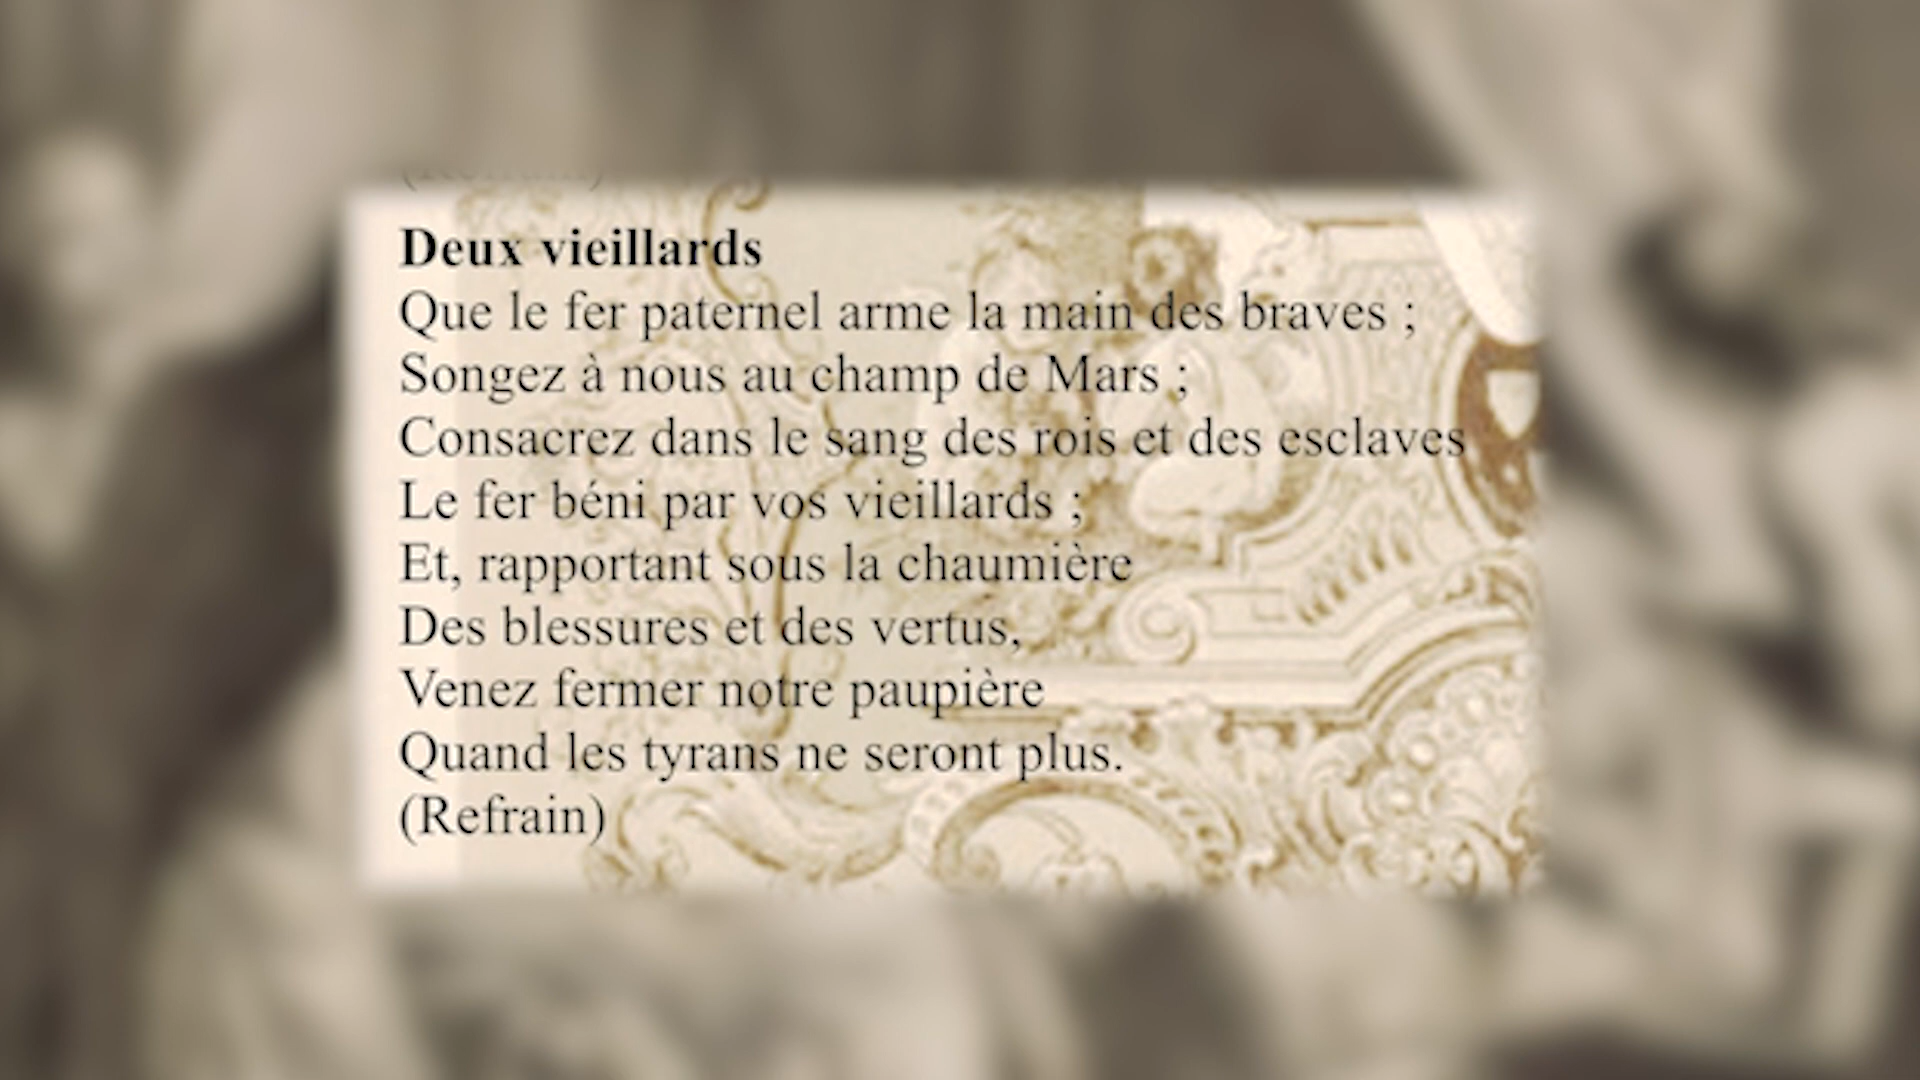 Deux vieillards
Que le fer paternel arme la main des braves ;
Songez à nous au champ de Mars ;
Consacrez dans le sang des rois et des esclaves
Le fer béni par vos vieillards ;
Et, rapportant sous la chaumière
Des blessures et des vertus,
Venez fermer notre paupière
Quand les tyrans ne seront plus.
(Refrain)